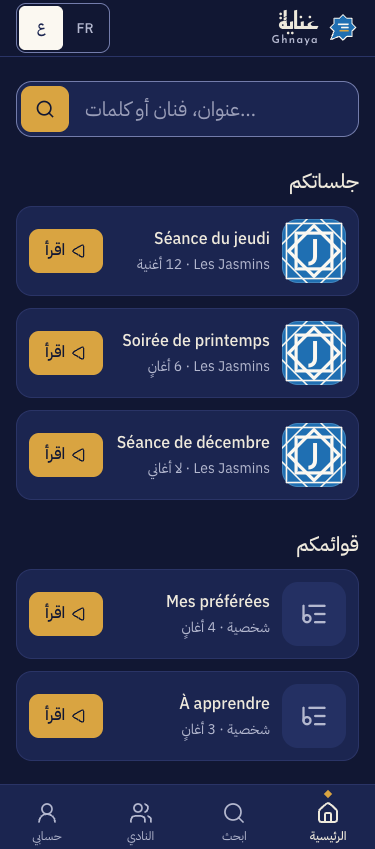 غناية
Ghnaya
ع
FR
عنوان، فنان أو كلمات...
جلساتكم
Séance du jeudi
Les Jasmins · 12 أغنية
اقرأ
Soirée de printemps
Les Jasmins · 6 أغانٍ
اقرأ
Séance de décembre
Les Jasmins · لا أغاني
اقرأ
قوائمكم
Mes préférées
شخصية · 4 أغانٍ
اقرأ
À apprendre
شخصية · 3 أغانٍ
اقرأ
الرئيسية
ابحث
النادي
حسابي
J
J
J